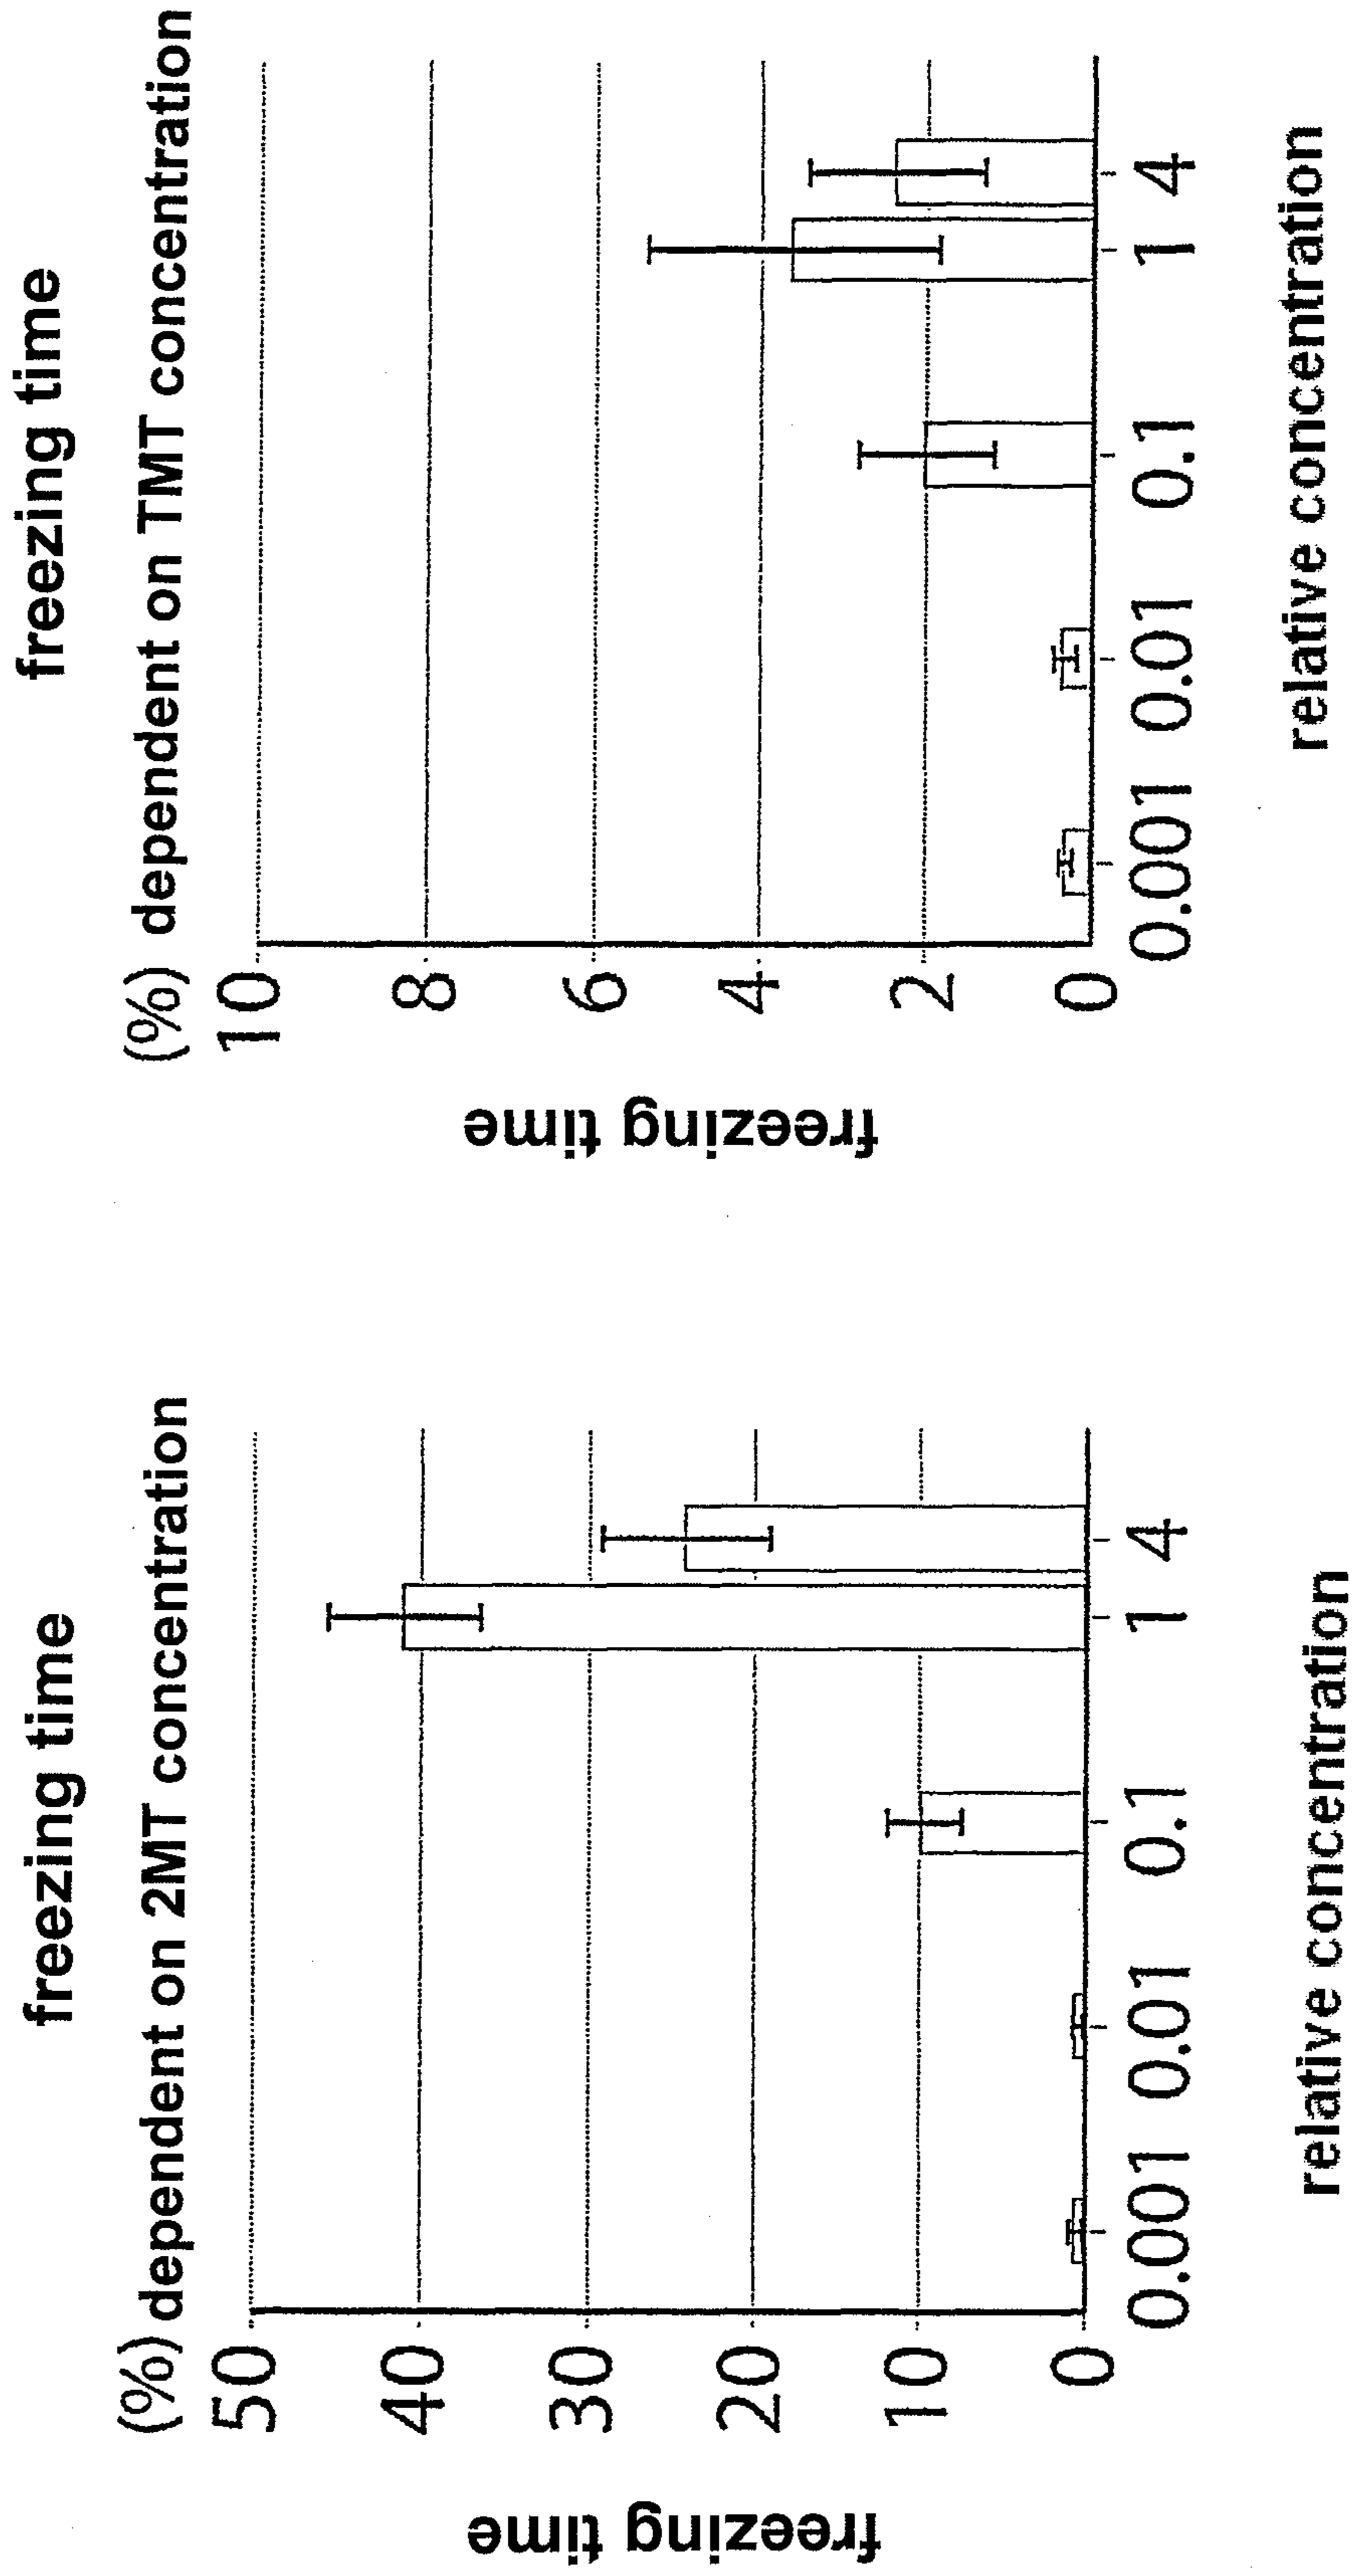 freezing time
(%) dependent on 2MT concentration
50
40
30
20
10
0
freezing time
0.001 0.01 0.1 1 4
relative concentration
freezing time
(%) dependent on TMT concentration
10
8
6
4
2
0
freezing time
0.001 0.01 0.1 1 4
relative concentration